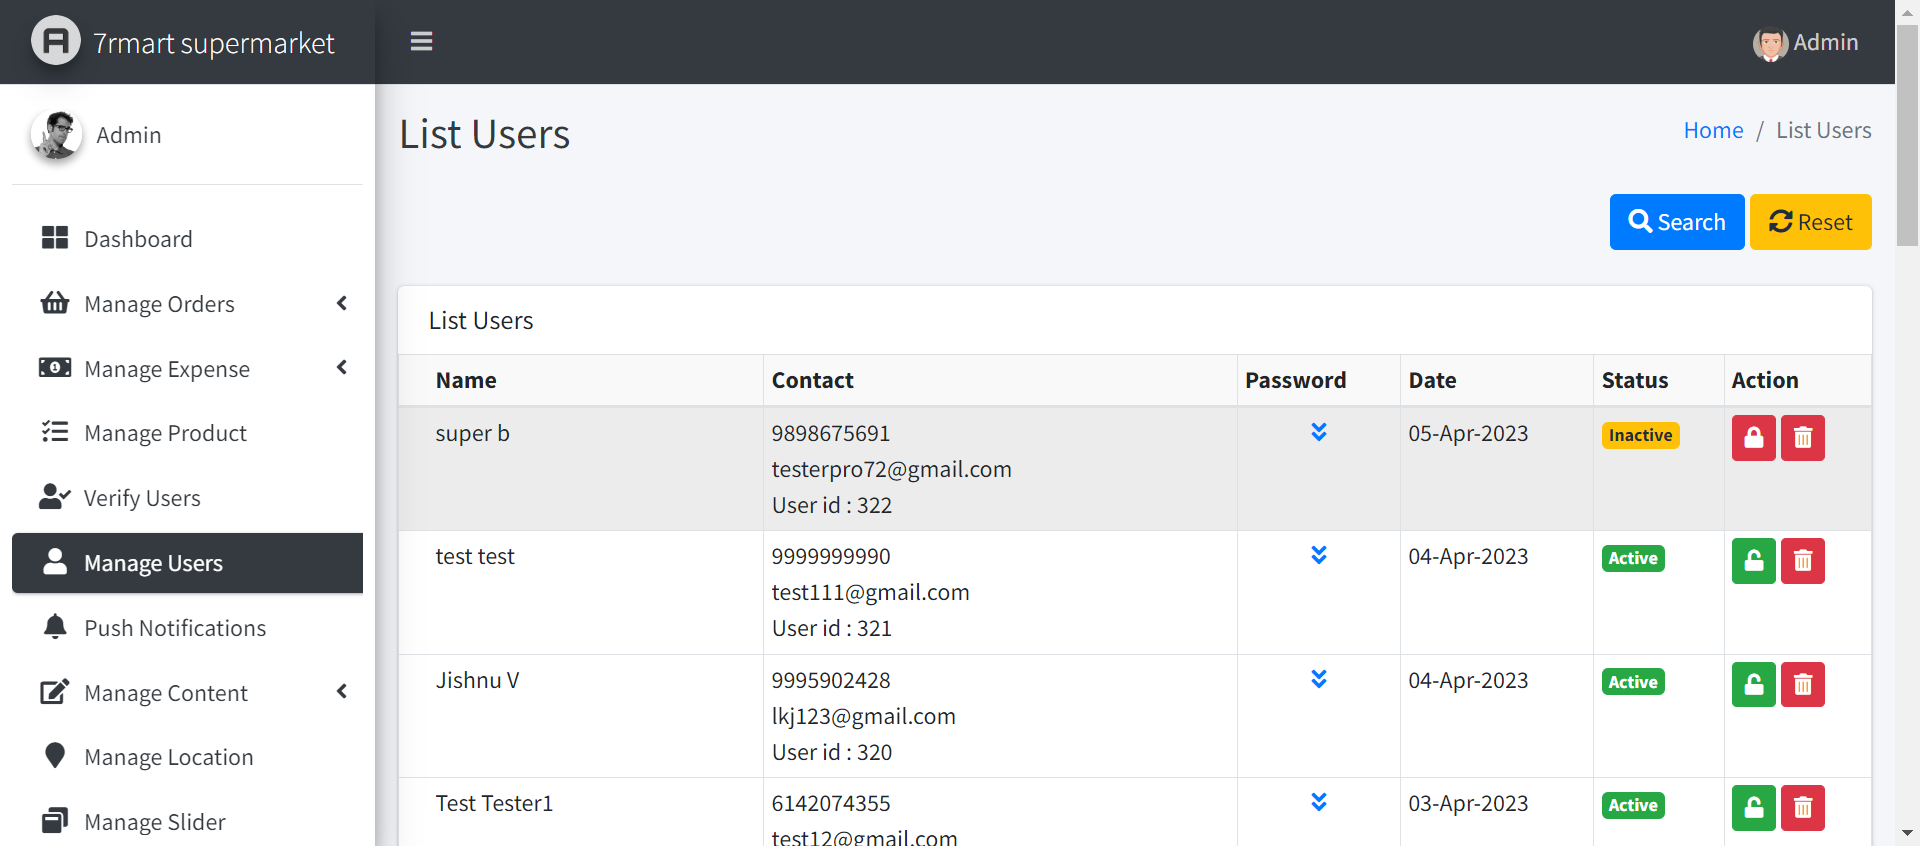 7rmart supermarket
Admin
Admin
Dashboard
Manage Orders
Manage Expense
Manage Product
Verify Users
Manage Users
Push Notifications
Manage Content
Manage Location
Manage Slider
List Users
Home / List Users
Search
Reset
List Users
Name Contact Password Date Status Action
super b 9898675691 05-Apr-2023 Inactive
testerpro72@gmail.com
User id : 322
test test 9999999990 04-Apr-2023 Active
test111@gmail.com
User id : 321
Jishnu V 9995902428 04-Apr-2023 Active
lkj123@gmail.com
User id : 320
Test Tester1 6142074355 03-Apr-2023 Active
test12@gmail.com